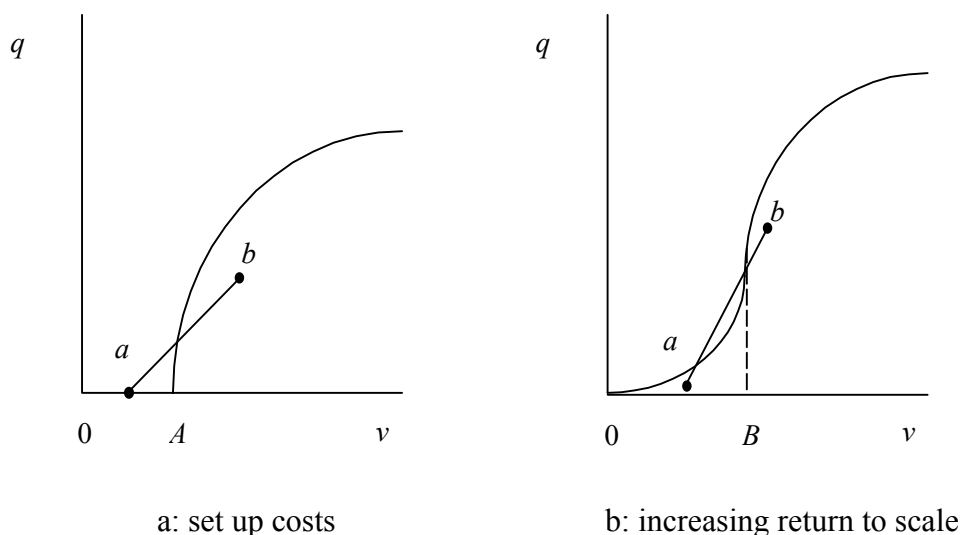 q
b
a
0 A v
a: set up costs
q
b
a
0 B v
b: increasing return to scale